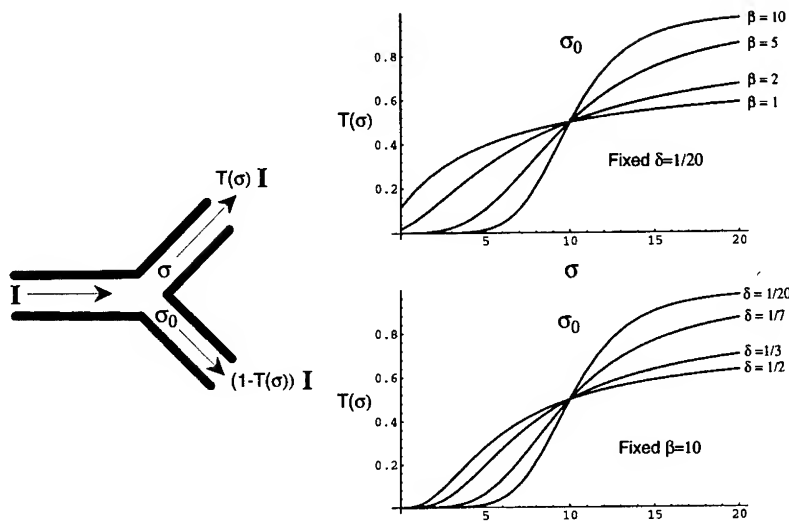 T(σ) I
σ
I
σ0
(1-T(σ)) I
σ0
β = 10
β = 5
β = 2
β = 1
0.8
0.6
T(σ)
0.4
0.2
Fixed δ=1/20
5
10
15
20
σ
σ0
δ = 1/20
δ = 1/7
δ =1/3
δ = 1/2
0.8
0.6
T(σ)
0.4
0.2
Fixed β=10
5
10
15
20